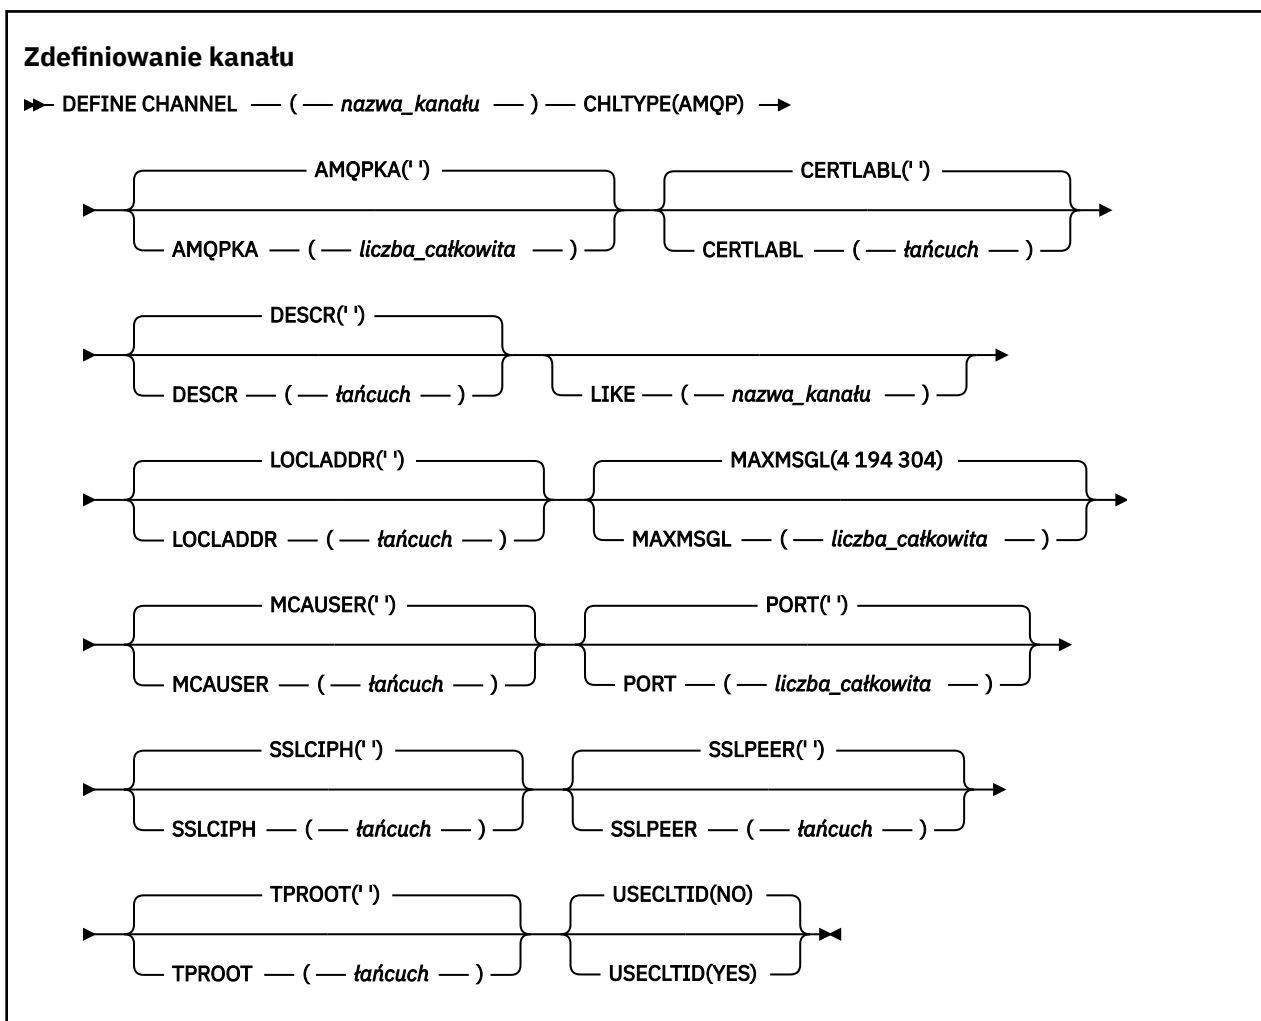 Zdefiniowanie kanału
DEFINE CHANNEL ( nazwa_kanału ) CHLTYPE(AMQP)
AMQPKA(' ') CERTLABL(' ')
AMQPKA ( liczba_całkowita ) CERTLABL ( łańcuch )
DESCR(' ')
DESCR ( łańcuch ) LIKE ( nazwa_kanału )
LOCLADDR(' ') MAXMSGL(4 194 304)
LOCLADDR ( łańcuch ) MAXMSGL ( liczba_całkowita )
MCAUSER(' ') PORT(' ')
MCAUSER ( łańcuch ) PORT ( liczba_całkowita )
SSLCIPH(' ') SSLPEER(' ')
SSLCIPH ( łańcuch ) SSLPEER ( łańcuch )
TPROOT(' ') USECLTID(NO)
TPROOT ( łańcuch ) USECLTID(YES)